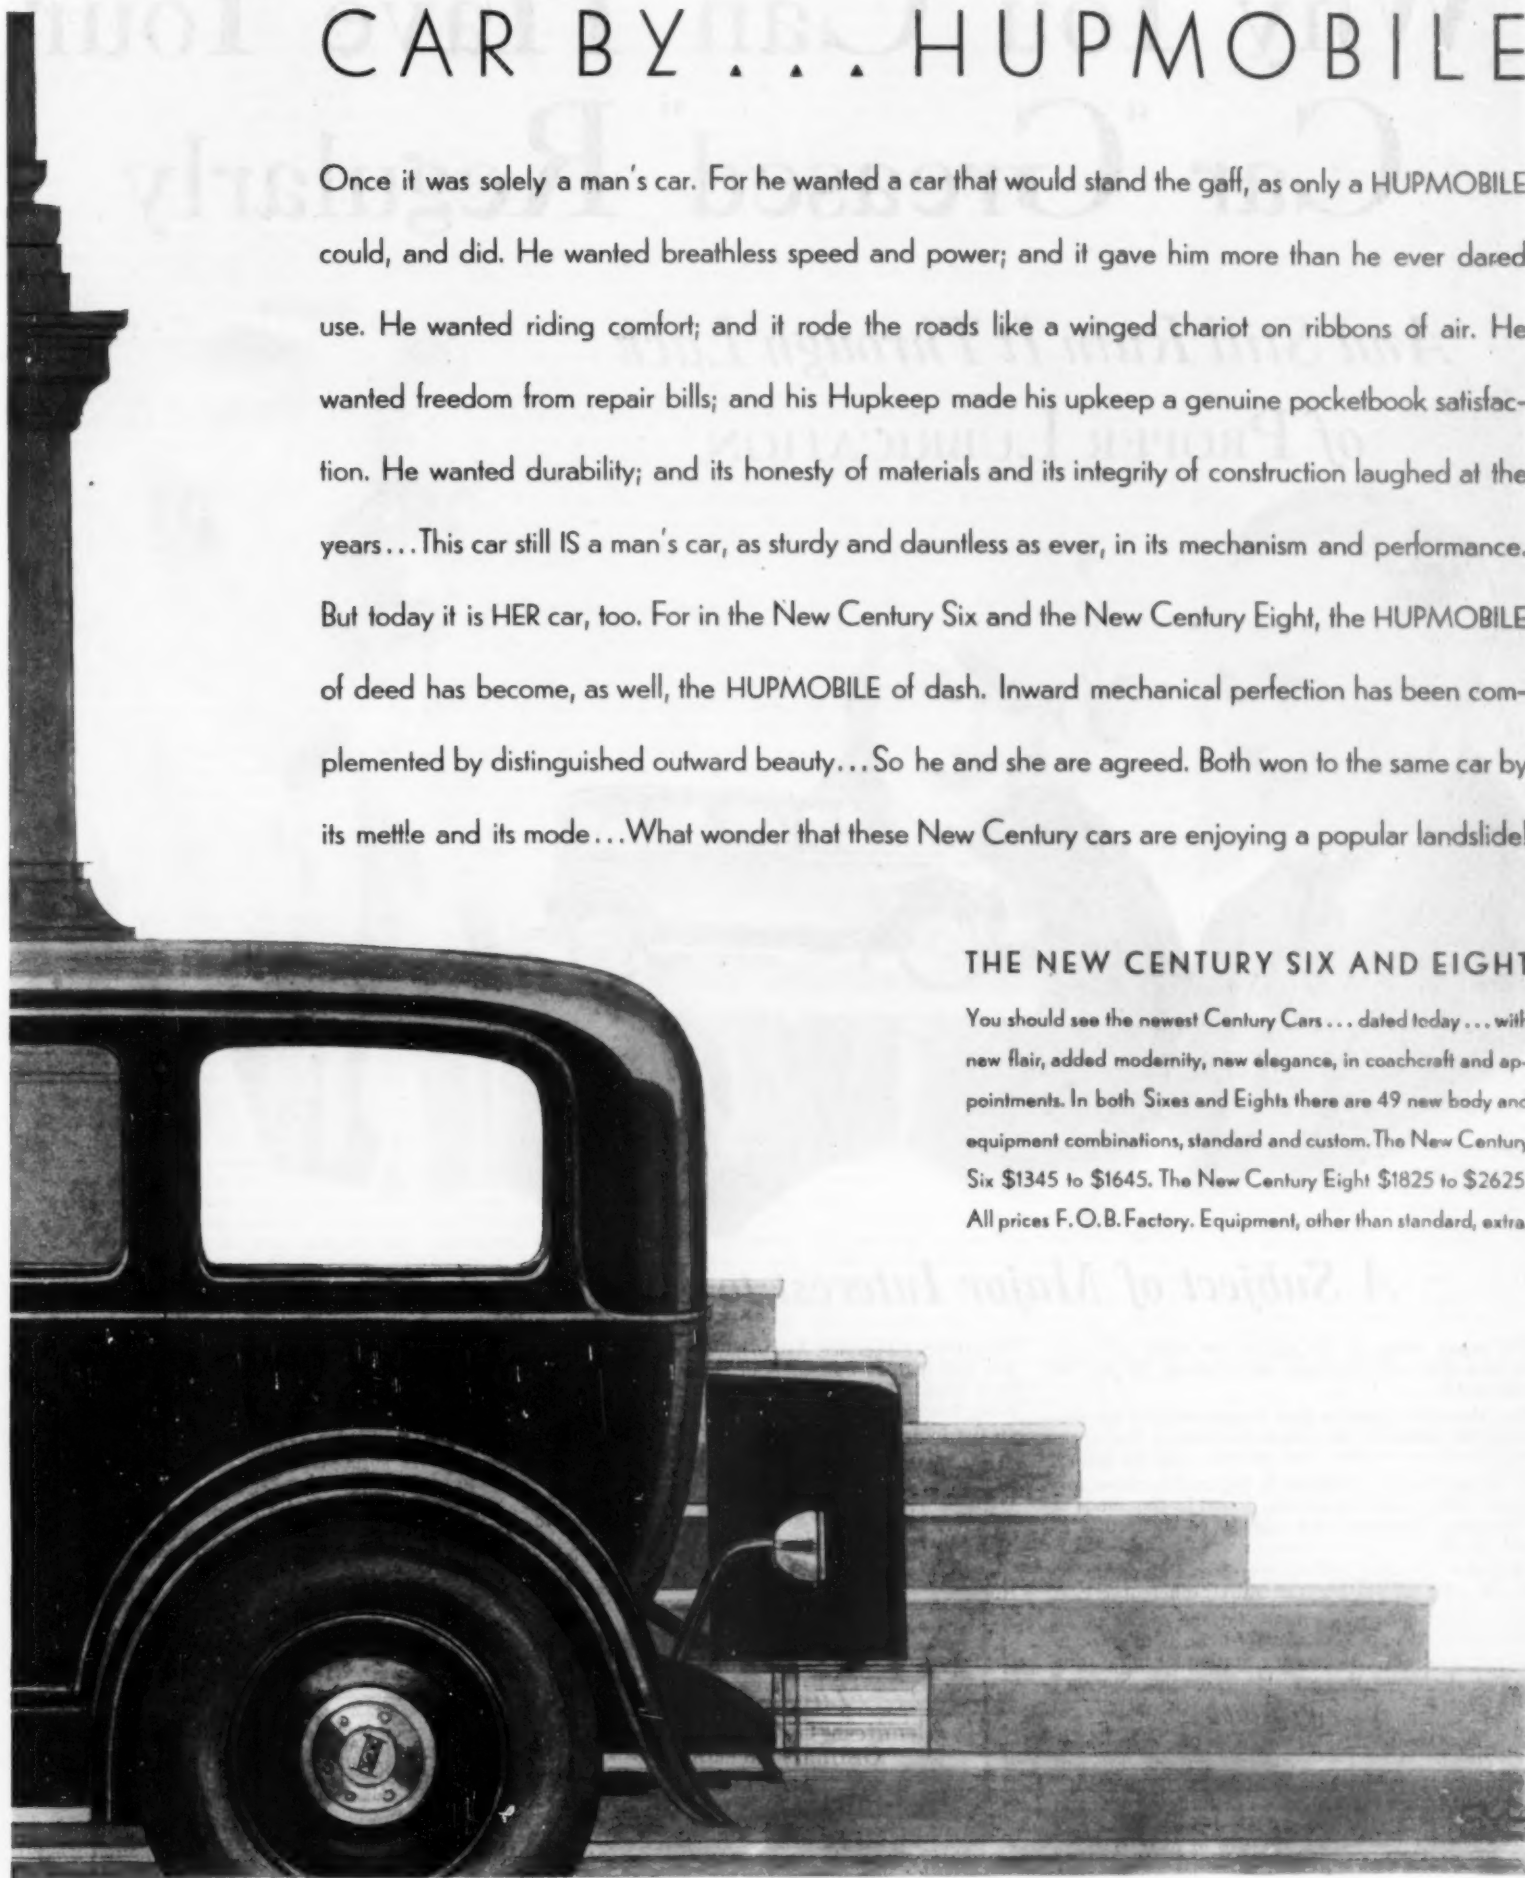 CAR BY... HUPMOBILE
Once it was solely a man's car. For he wanted a car that would stand the gaff, as only a HUPMOBILE
could, and did. He wanted breathless speed and power; and it gave him more than he ever dared
use. He wanted riding comfort; and it rode the roads like a winged chariot on ribbons of air. He
wanted freedom from repair bills; and his Hupkeep made his upkeep a genuine pocketbook satisfac-
tion. He wanted durability; and its honesty of materials and its integrity of construction laughed at the
years...This car still IS a man's car, as sturdy and dauntless as ever, in its mechanism and performance.
But today it is HER car, too. For in the New Century Six and the New Century Eight, the HUPMOBILE
of deed has become, as well, the HUPMOBILE of dash. Inward mechanical perfection has been com-
plemented by distinguished outward beauty...So he and she are agreed. Both won to the same car by
its mettle and its mode...What wonder that these New Century cars are enjoying a popular landslide!
THE NEW CENTURY SIX AND EIGHT
You should see the newest Century Cars... dated today... with
new flair, added modernity, new elegance, in coachcraft and ap-
pointments. In both Sixes and Eights there are 49 new body and
equipment combinations, standard and custom. The New Century
Six $1345 to $1645. The New Century Eight $1825 to $2625
All prices F.O.B. Factory. Equipment, other than standard, extra
H